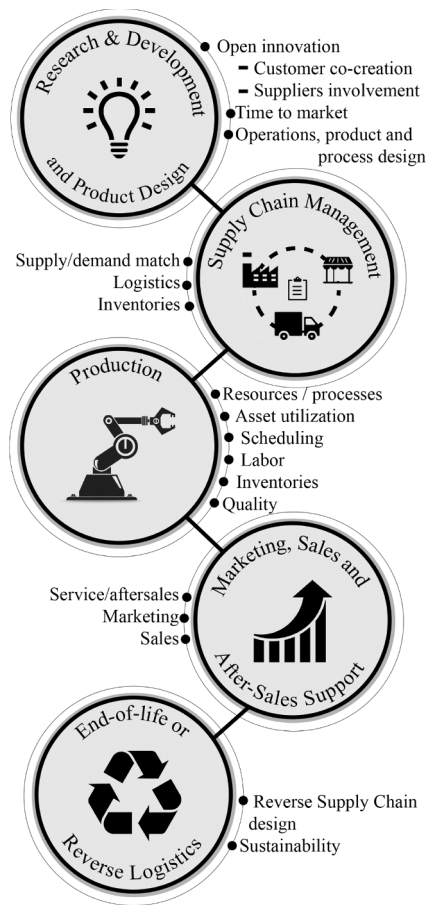 Research & Development
and Product Design
Open innovation
- Customer co-creation
- Suppliers involvement
Time to market
Operations, product and
process design
Supply Chain Management
Supply/demand match
Logistics
Inventories
Production
Resources / processes
Asset utilization
Scheduling
Labor
Inventories
Quality
Marketing, Sales and
After-Sales Support
Service/aftersales
Marketing
Sales
End-of-life or
Reverse Logistics
Reverse Supply Chain
design
Sustainability